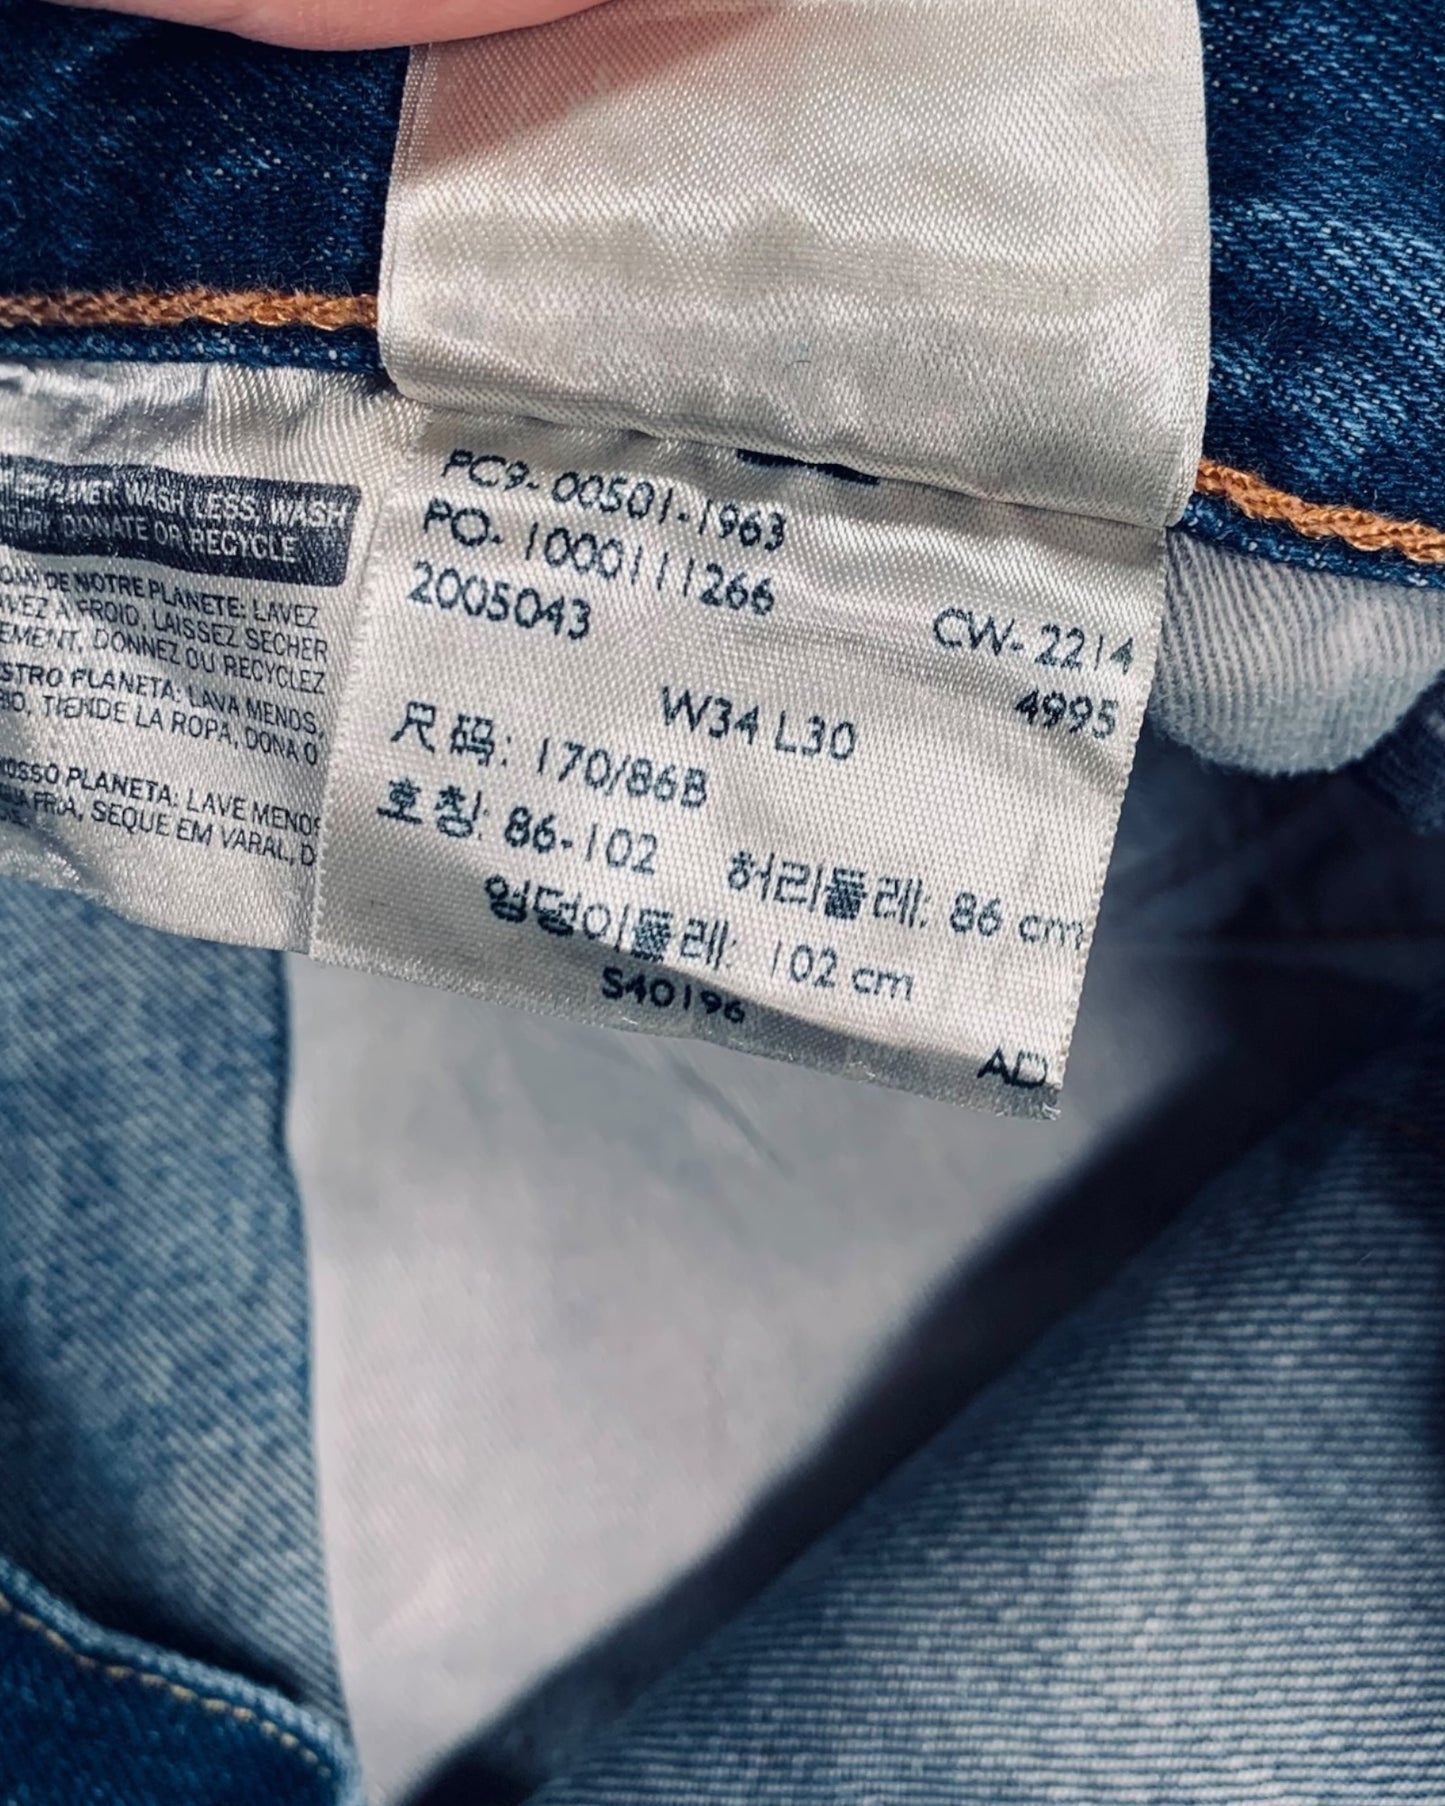 PLANET: WASH LESS, WASH
DONATE OR RECYCLE
DE NOTRE PLANETE: LAVEZ
LAVEZ A FROID, LAISSEZ SECHER
DONNEZ OU RECYCLEZ
PLANETA: LAVA MENOS,
TIENDE LA ROPA, DONA O
PLANETA: LAVE MENOS
FRIA, SEQUE EM VARAL, D
PC9-00501-1963
PO-1000111266
2005043
CW-2214
4995
W34 L30
尺码: 170/86B
호칭: 86-102 허리둘레: 86 cm
엉덩이둘레: 102 cm
S40196
AD